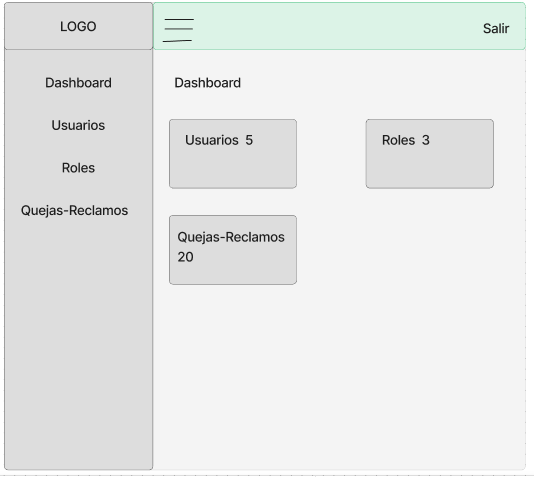 LOGO
Salir
Dashboard
Usuarios
Roles
Quejas-Reclamos
Dashboard
Usuarios 5
Roles 3
Quejas-Reclamos
20